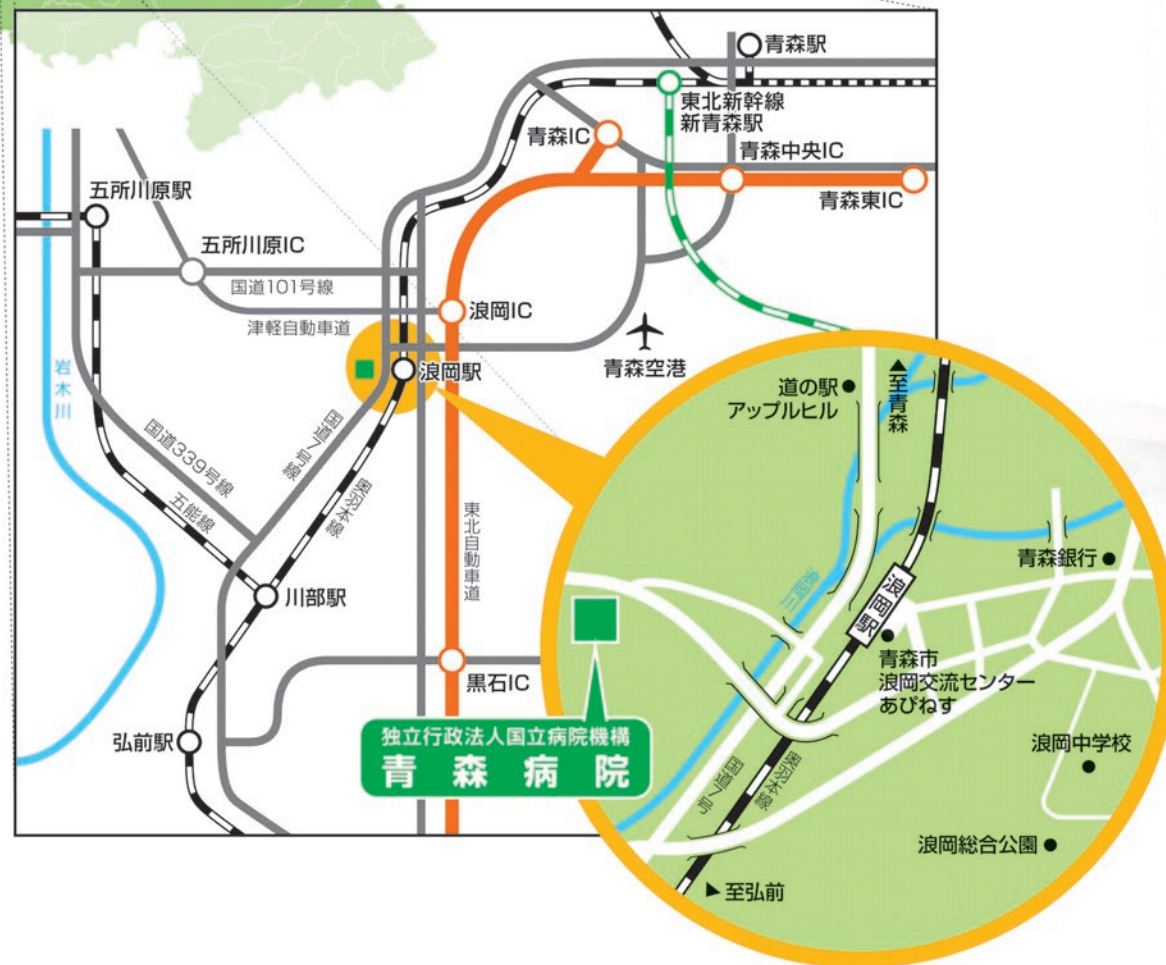 青森駅
東北新幹線
新青森駅
青森IC
青森中央IC
青森東IC
五所川原駅
五所川原IC
国道101号線
津軽自動車道
浪岡IC
浪岡駅
青森空港
岩木川
国道339号線
五能線
国道7号線
奥羽本線
東北自動車道
川部駅
黒石IC
弘前駅
独立行政法人国立病院機構
青森病院
道の駅
アップルヒル
▲至青森
青森銀行
浪岡川
浪岡駅
青森市
浪岡交流センター
あぴねす
浪岡中学校
国道7号
奥羽本線
浪岡総合公園
▲至弘前